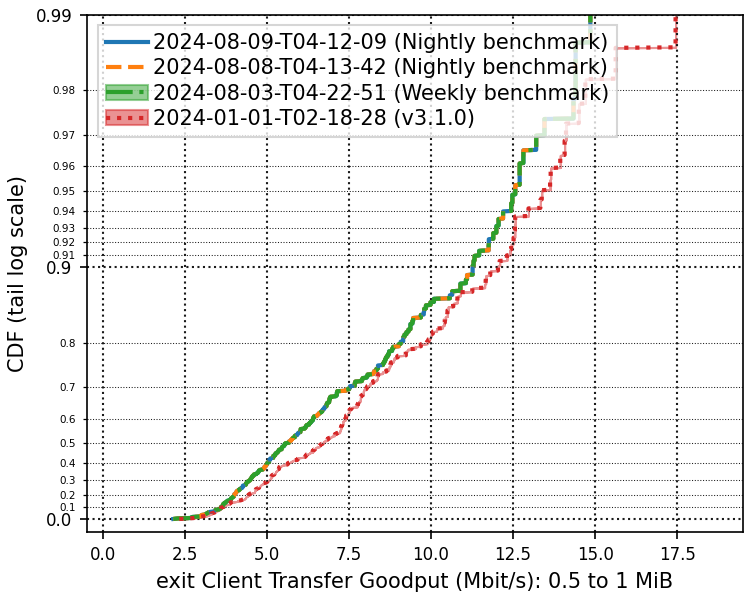 0.99
2024-08-09-T04-12-09 (Nightly benchmark)
2024-08-08-T04-13-42 (Nightly benchmark)
2024-08-03-T04-22-51 (Weekly benchmark)
2024-01-01-T02-18-28 (v3.1.0)
0.98
0.97
0.96
0.95
0.94
0.93
0.92
0.91
0.9
0.8
0.7
0.6
0.5
0.4
0.3
0.2
0.1
0.0
CDF (tail log scale)
0.0 2.5 5.0 7.5 10.0 12.5 15.0 17.5
exit Client Transfer Goodput (Mbit/s): 0.5 to 1 MiB